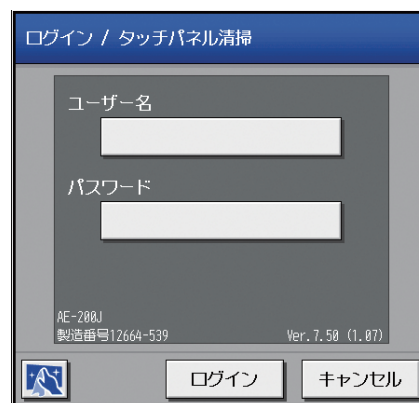 ログイン / タッチパネル清掃
ユーザー名
パスワード
AE-200J
製造番号12664-539 Ver.7.50 (1.07)
ログイン キャンセル